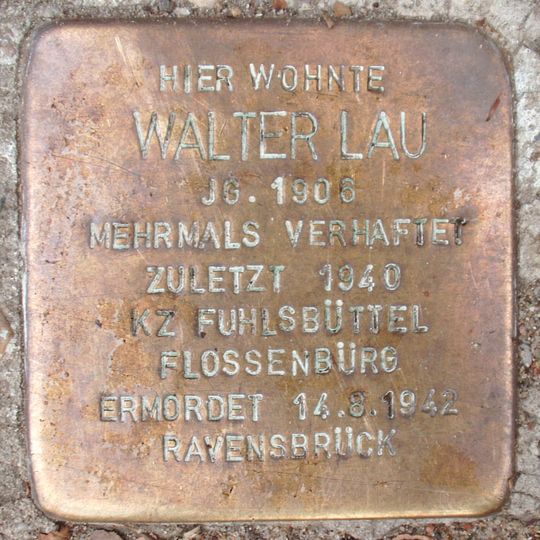 HIER WOHNTE
WALTER LAU
JG. 1906
MEHRMALS VERHAFTET
ZULETZT 1940
KZ FUHLSBÜTTEL
FLOSSENBÜRG
ERMORDET 14.8.1942
RAVENSBRÜCK